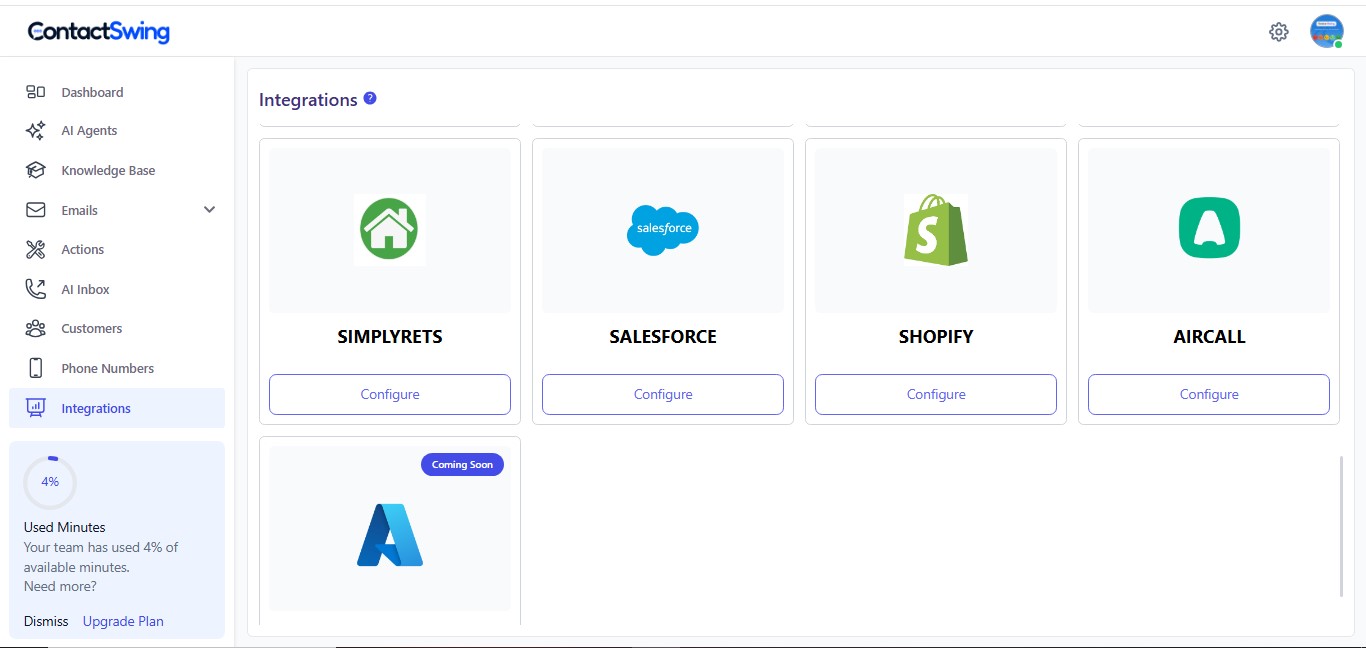 ContactSwing
Dashboard
AI Agents
Knowledge Base
Emails
Actions
AI Inbox
Customers
Phone Numbers
Integrations
4%
Used Minutes
Your team has used 4% of
available minutes.
Need more?
Dismiss Upgrade Plan
Integrations ?
salesforce
S
SIMPLYRETS SALESFORCE SHOPIFY AIRCALL
Configure Configure Configure Configure
Coming Soon